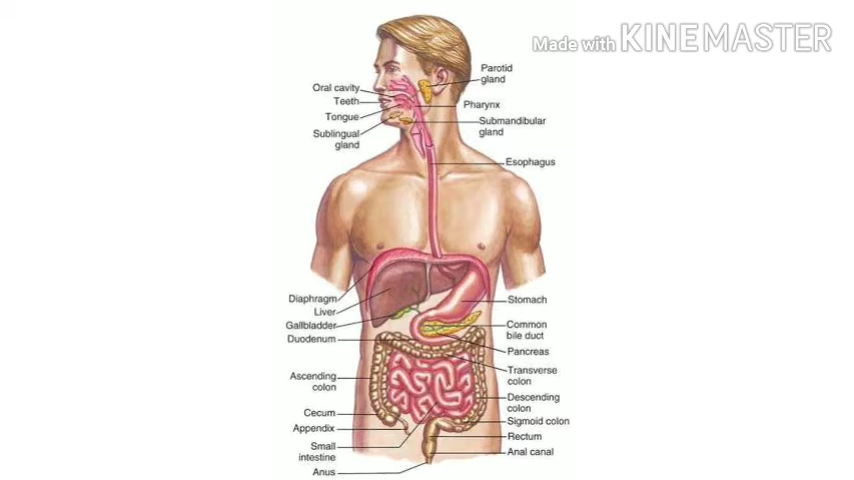 Made with KINEMASTER
Parotid
gland
Oral cavity
Teeth
Pharynx
Tongue
Submandibular
gland
Sublingual
gland
Esophagus
Diaphragm
Stomach
Liver
Gallbladder
Common
bile duct
Duodenum
Pancreas
Transverse
colon
Ascending
colon
Descending
colon
Cecum
Sigmoid colon
Appendix
Rectum
Small
intestine
Anal canal
Anus